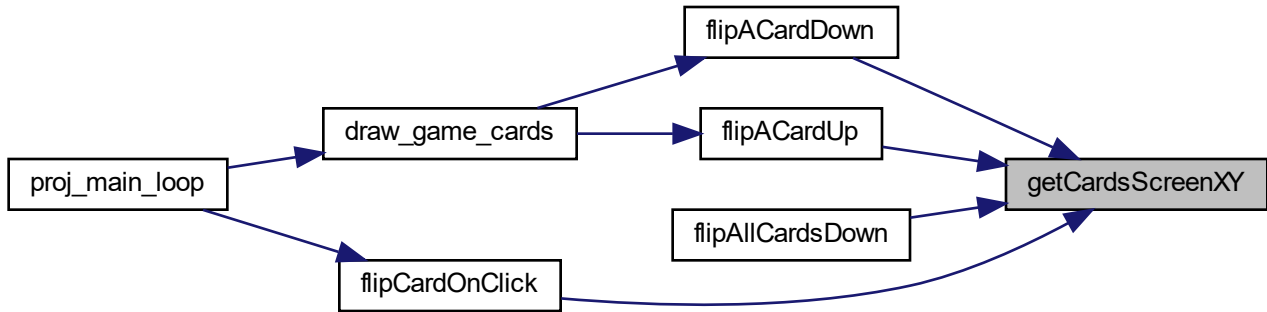 flipACardDown
draw_game_cards
flipACardUp
proj_main_loop
getCardsScreenXY
flipAllCardsDown
flipCardOnClick